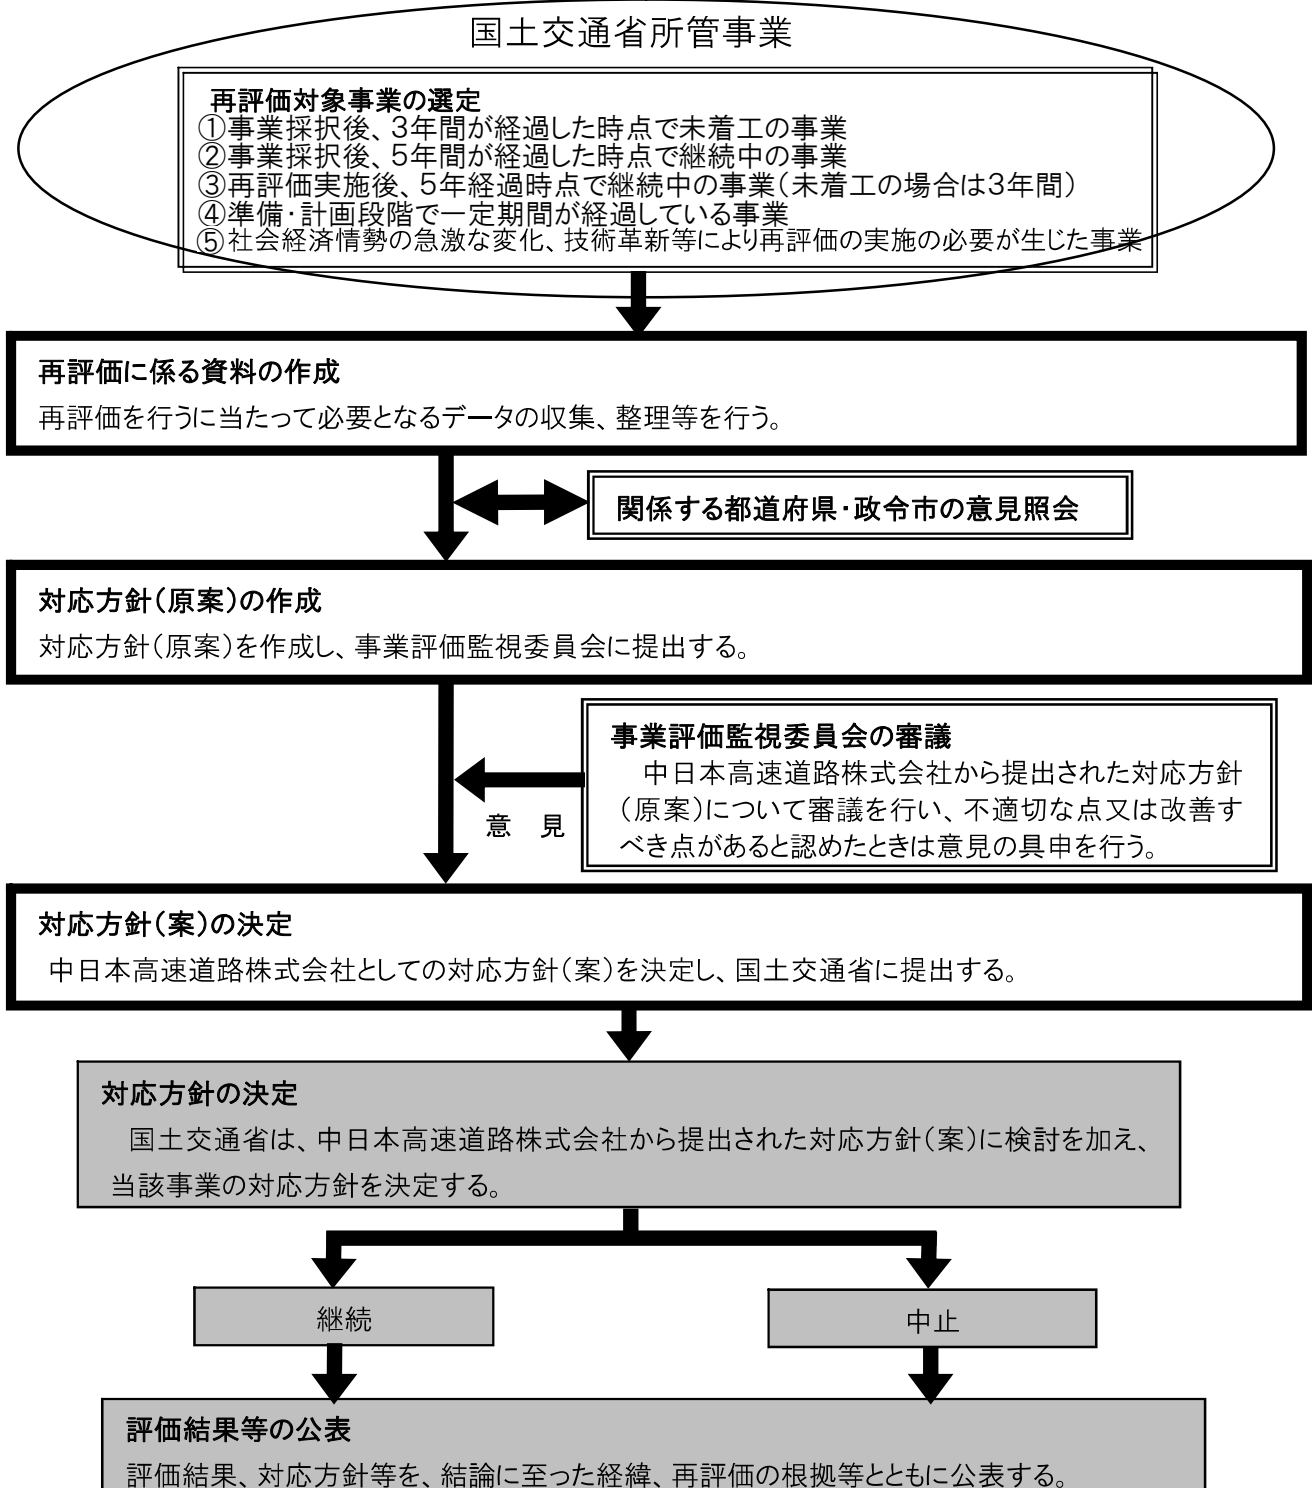 国土交通省所管事業
再評価対象事業の選定
①事業採択後、3年間が経過した時点で未着工の事業
②事業採択後、5年間が経過した時点で継続中の事業
③再評価実施後、5年経過時点で継続中の事業(未着工の場合は3年間)
④準備・計画段階で一定期間が経過している事業
⑤社会経済情勢の急激な変化、技術革新等により再評価の実施の必要が生じた事業
再評価に係る資料の作成
再評価を行うに当たって必要となるデータの収集、整理等を行う。
関係する都道府県・政令市の意見照会
対応方針(原案)の作成
対応方針(原案)を作成し、事業評価監視委員会に提出する。
事業評価監視委員会の審議
中日本高速道路株式会社から提出された対応方針
(原案)について審議を行い、不適切な点又は改善す
べき点があると認めたときは意見の具申を行う。
意 見
対応方針(案)の決定
中日本高速道路株式会社としての対応方針(案)を決定し、国土交通省に提出する。
対応方針の決定
国土交通省は、中日本高速道路株式会社から提出された対応方針(案)に検討を加え、
当該事業の対応方針を決定する。
継続
中止
評価結果等の公表
評価結果、対応方針等を、結論に至った経緯、再評価の根拠等とともに公表する。